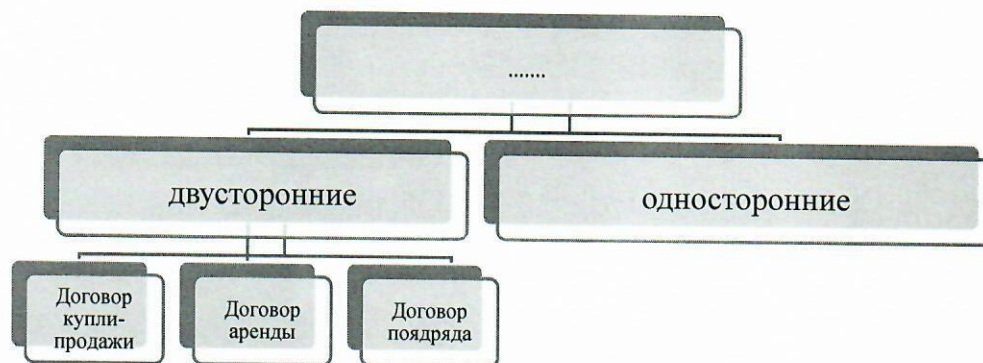 .......
двусторонние
односторонние
Договор
купли-
продажи
Договор
аренды
Договор
поядряда